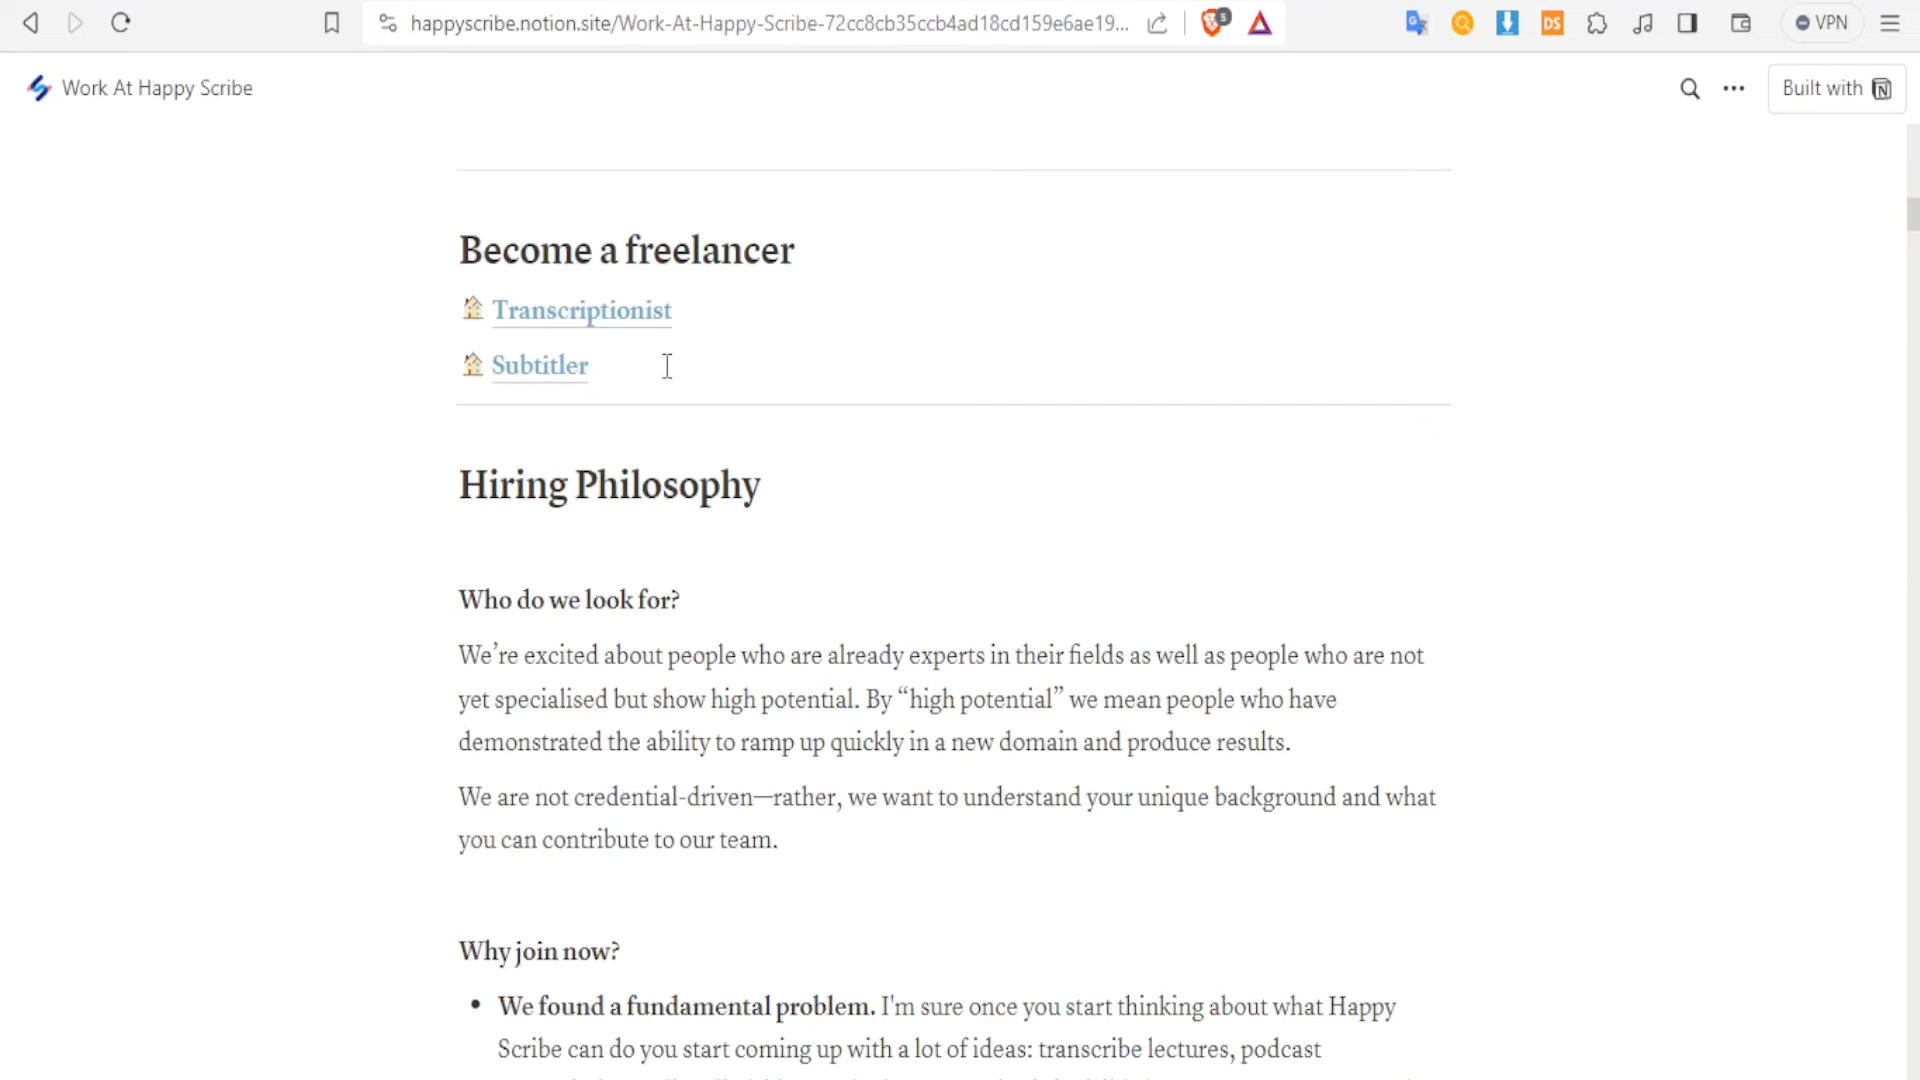 happyscribe.notion.site/Work-At-Happy-Scribe-72cc8cb35ccb4ad18cd159e6ae19...
5
DS
VPN
Work At Happy Scribe
Built with
Become a freelancer
Transcriptionist
Subtitler
Hiring Philosophy
Who do we look for?
We’re excited about people who are already experts in their fields as well as people who are not
yet specialised but show high potential. By “high potential” we mean people who have
demonstrated the ability to ramp up quickly in a new domain and produce results.
We are not credential-driven—rather, we want to understand your unique background and what
you can contribute to our team.
Why join now?
• We found a fundamental problem. I'm sure once you start thinking about what Happy
Scribe can do you start coming up with a lot of ideas: transcribe lectures, podcast